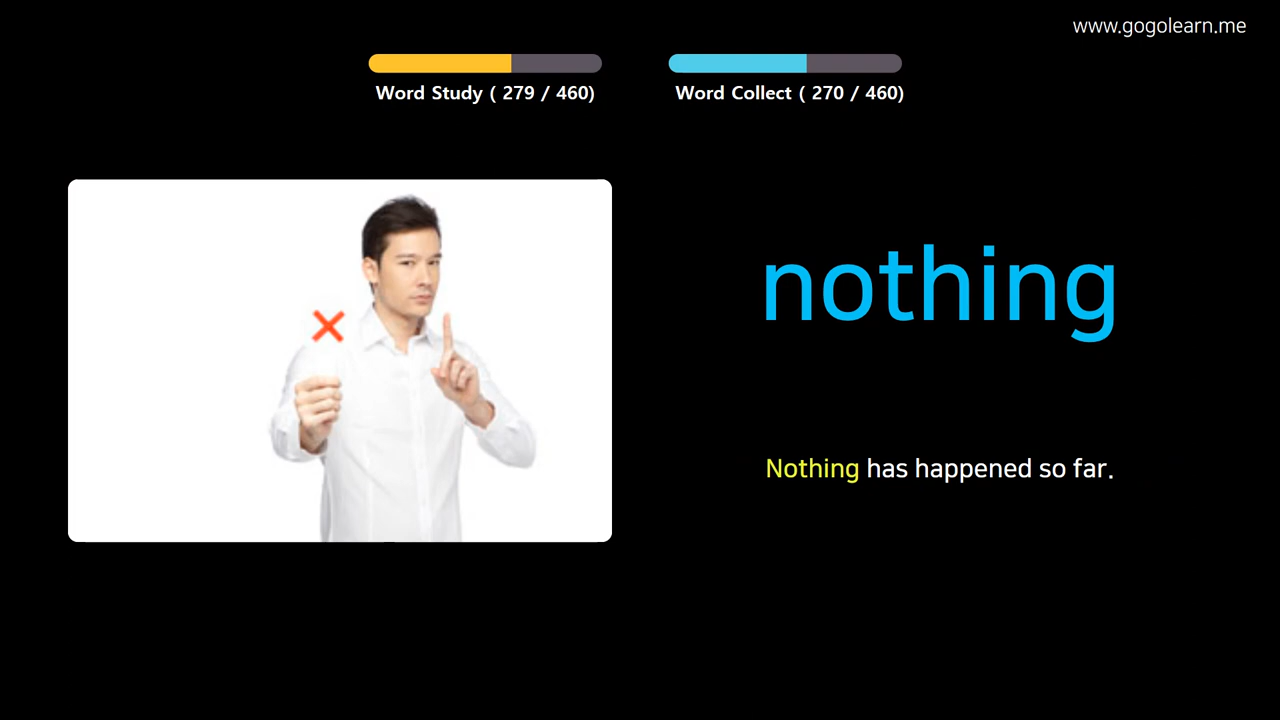 www.gogolearn.me
Word Study ( 279 / 460)
Word Collect ( 270 / 460)
nothing
Nothing has happened so far.